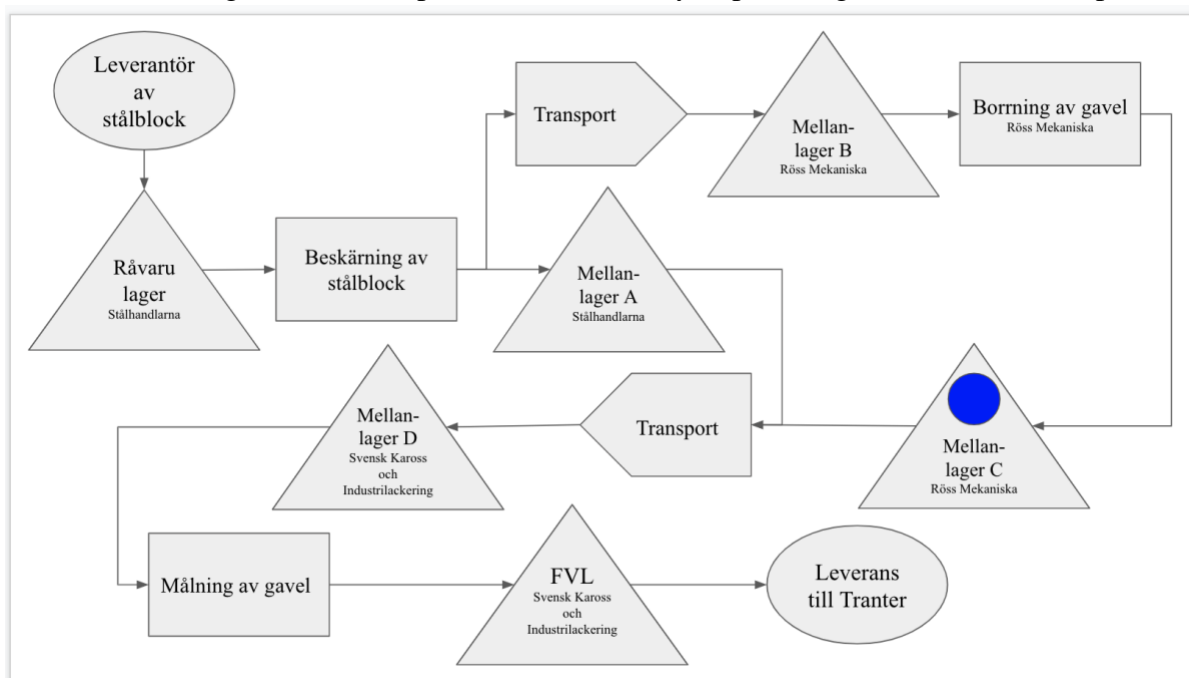 Leverantör
av
stålblock
Transport
Mellan-
lager B
Röss Mekaniska
Borrning av gavel
Röss Mekaniska
Råvaru
lager
Stålhandlarna
Beskärning av
stålblock
Mellan-
lager A
Stålhandlarna
Mellan-
lager D
Svensk Kaross
och
Industrilackering
Transport
Mellan-
lager C
Röss Mekaniska
Målning av gavel
FVL
Svensk Kaross
och
Industrilackering
Leverans
till Tranter